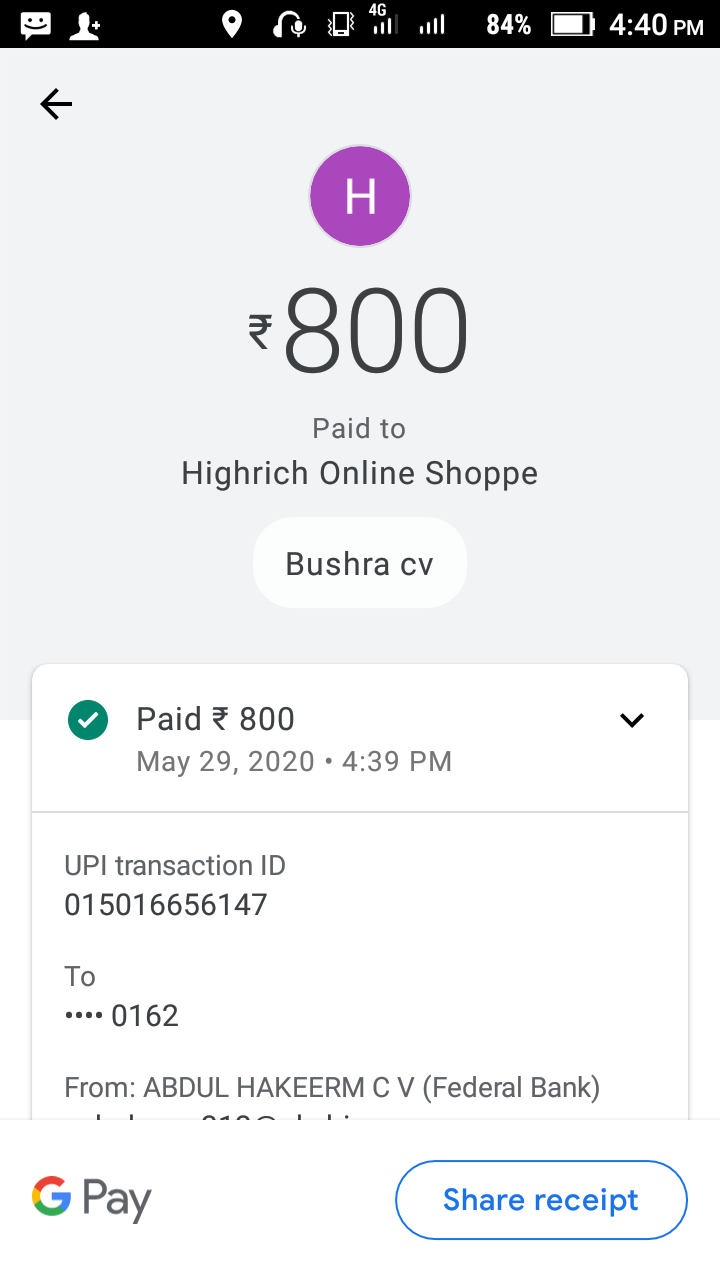 4G 84% 4:40 PM
H
₹800
Paid to
Highrich Online Shoppe
Bushra cv
Paid ₹ 800
May 29, 2020 • 4:39 PM
UPI transaction ID
015016656147
To
•••• 0162
From: ABDUL HAKEERM C V (Federal Bank)
G Pay
Share receipt